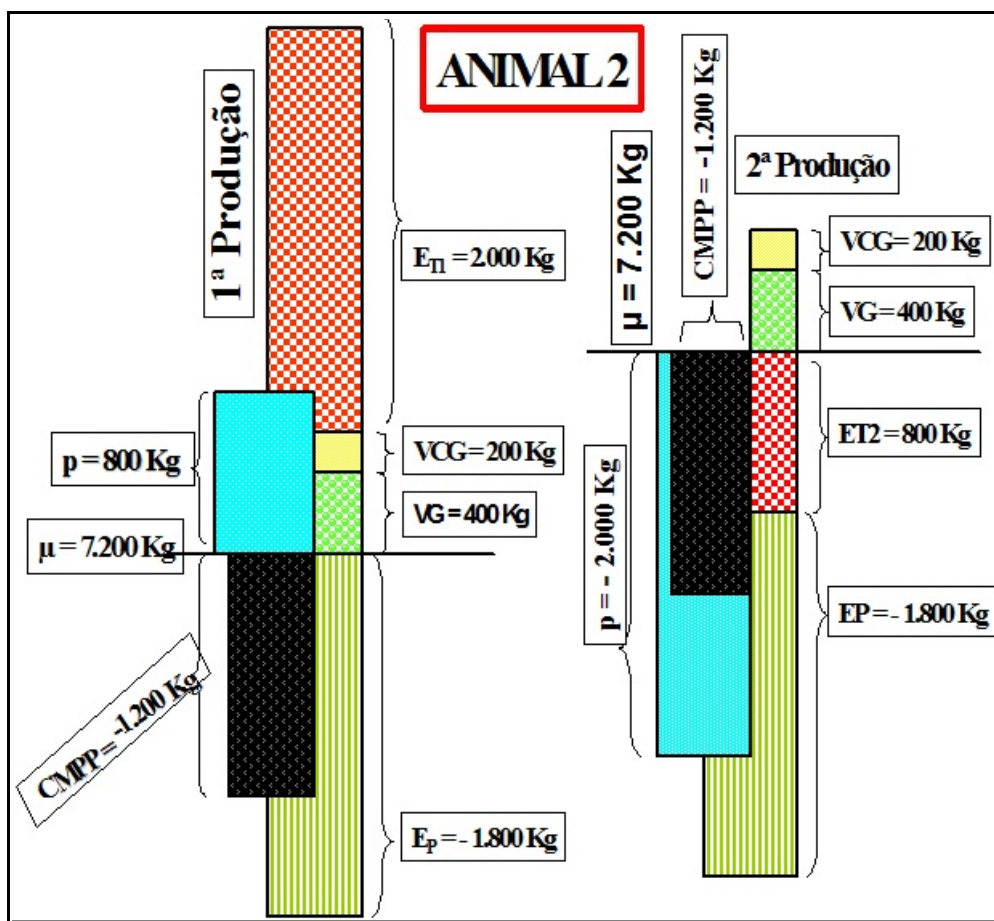 ANIMAL 2
1ª Produção
E_T1 = 2.000 Kg
p = 800 Kg
VCG= 200 Kg
VG = 400 Kg
µ = 7.200 Kg
CMPP= -1.200 Kg
E_P = - 1.800 Kg
µ = 7.200 Kg
CMPP = -1.200 Kg
2ª Produção
VCG= 200 Kg
VG= 400 Kg
ET2 = 800 Kg
p = - 2.000 Kg
EP = - 1.800 Kg